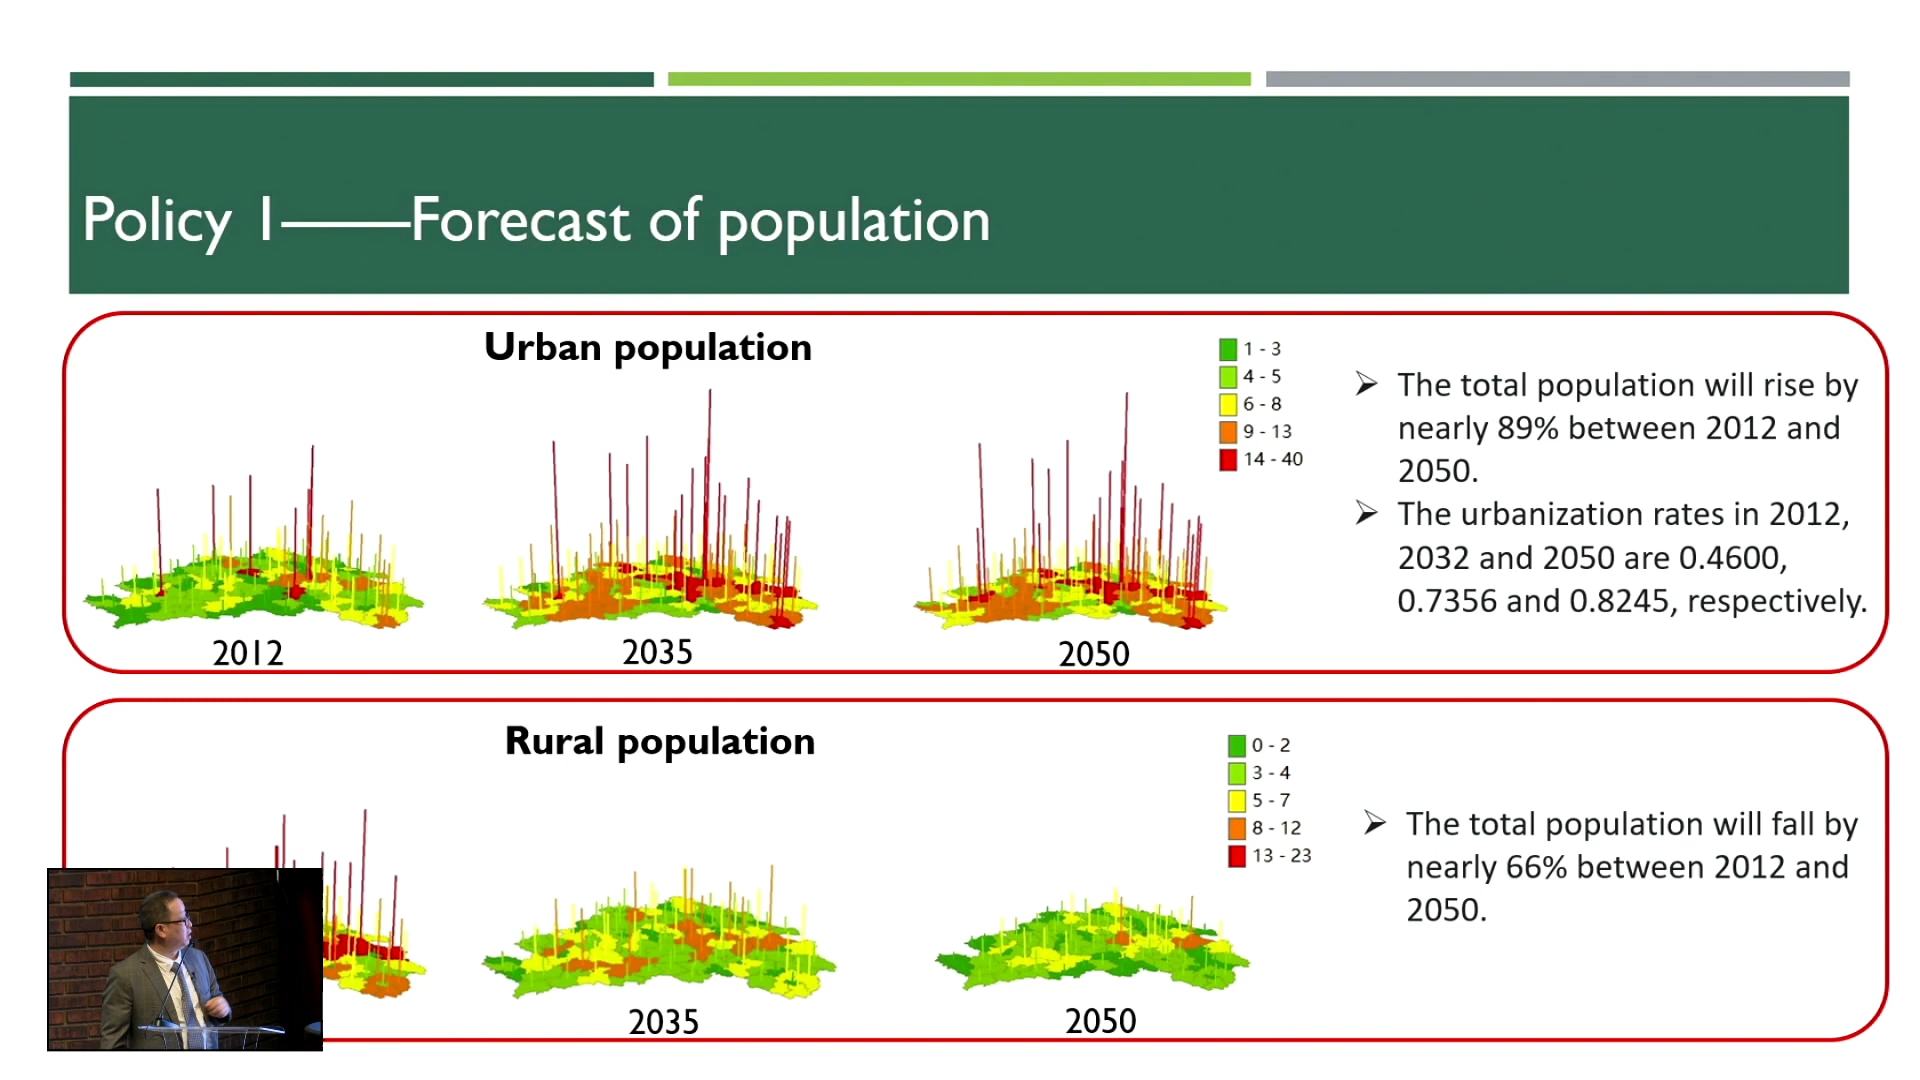 Policy 1——Forecast of population
Urban population
1 - 3
4 - 5
6 - 8
9 - 13
14 - 40
2012
2035
2050
➢ The total population will rise by
nearly 89% between 2012 and
2050.
➢ The urbanization rates in 2012,
2032 and 2050 are 0.4600,
0.7356 and 0.8245, respectively.
Rural population
0 - 2
3 - 4
5 - 7
8 - 12
13 - 23
2035
2050
➢ The total population will fall by
nearly 66% between 2012 and
2050.